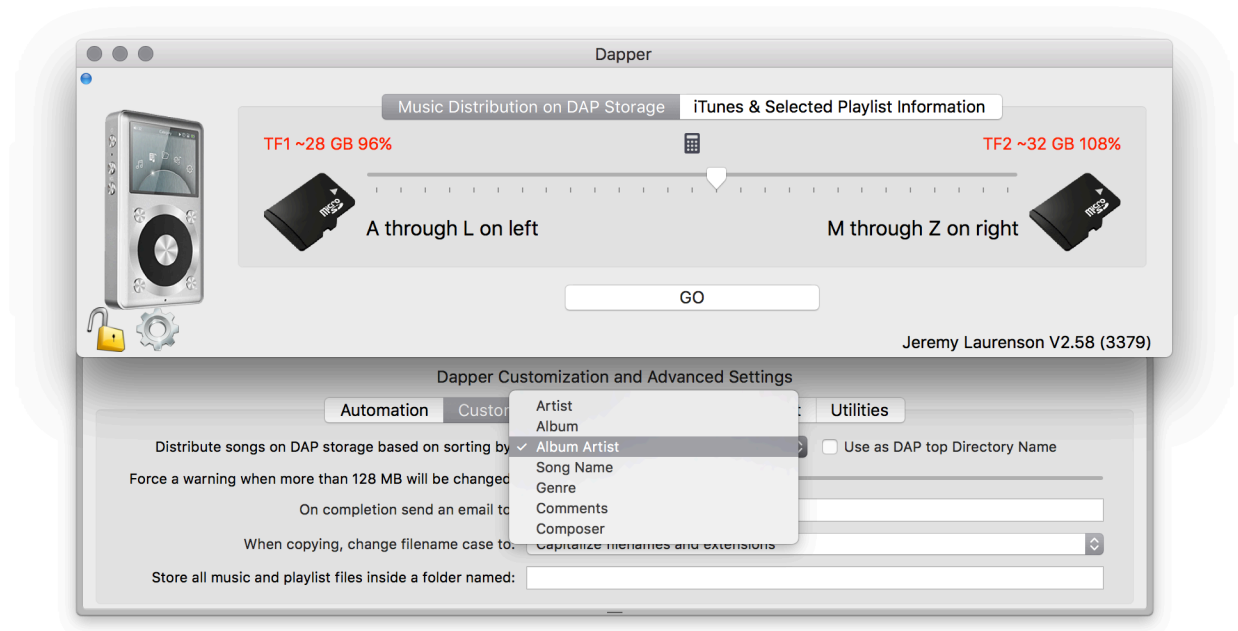 Dapper
Music Distribution on DAP Storage
iTunes & Selected Playlist Information
TF1 ~28 GB 96%
TF2 ~32 GB 108%
A through L on left
M through Z on right
GO
Jeremy Laurenson V2.58 (3379)
Dapper Customization and Advanced Settings
Automation
Custo
Utilities
Distribute songs on DAP storage based on sorting by
Artist
Album
✓ Album Artist
Song Name
Genre
Comments
Composer
Use as DAP top Directory Name
Force a warning when more than 128 MB will be changed
On completion send an email to
When copying, change filename case to:
Capitalize filenames and extensions
Store all music and playlist files inside a folder named: